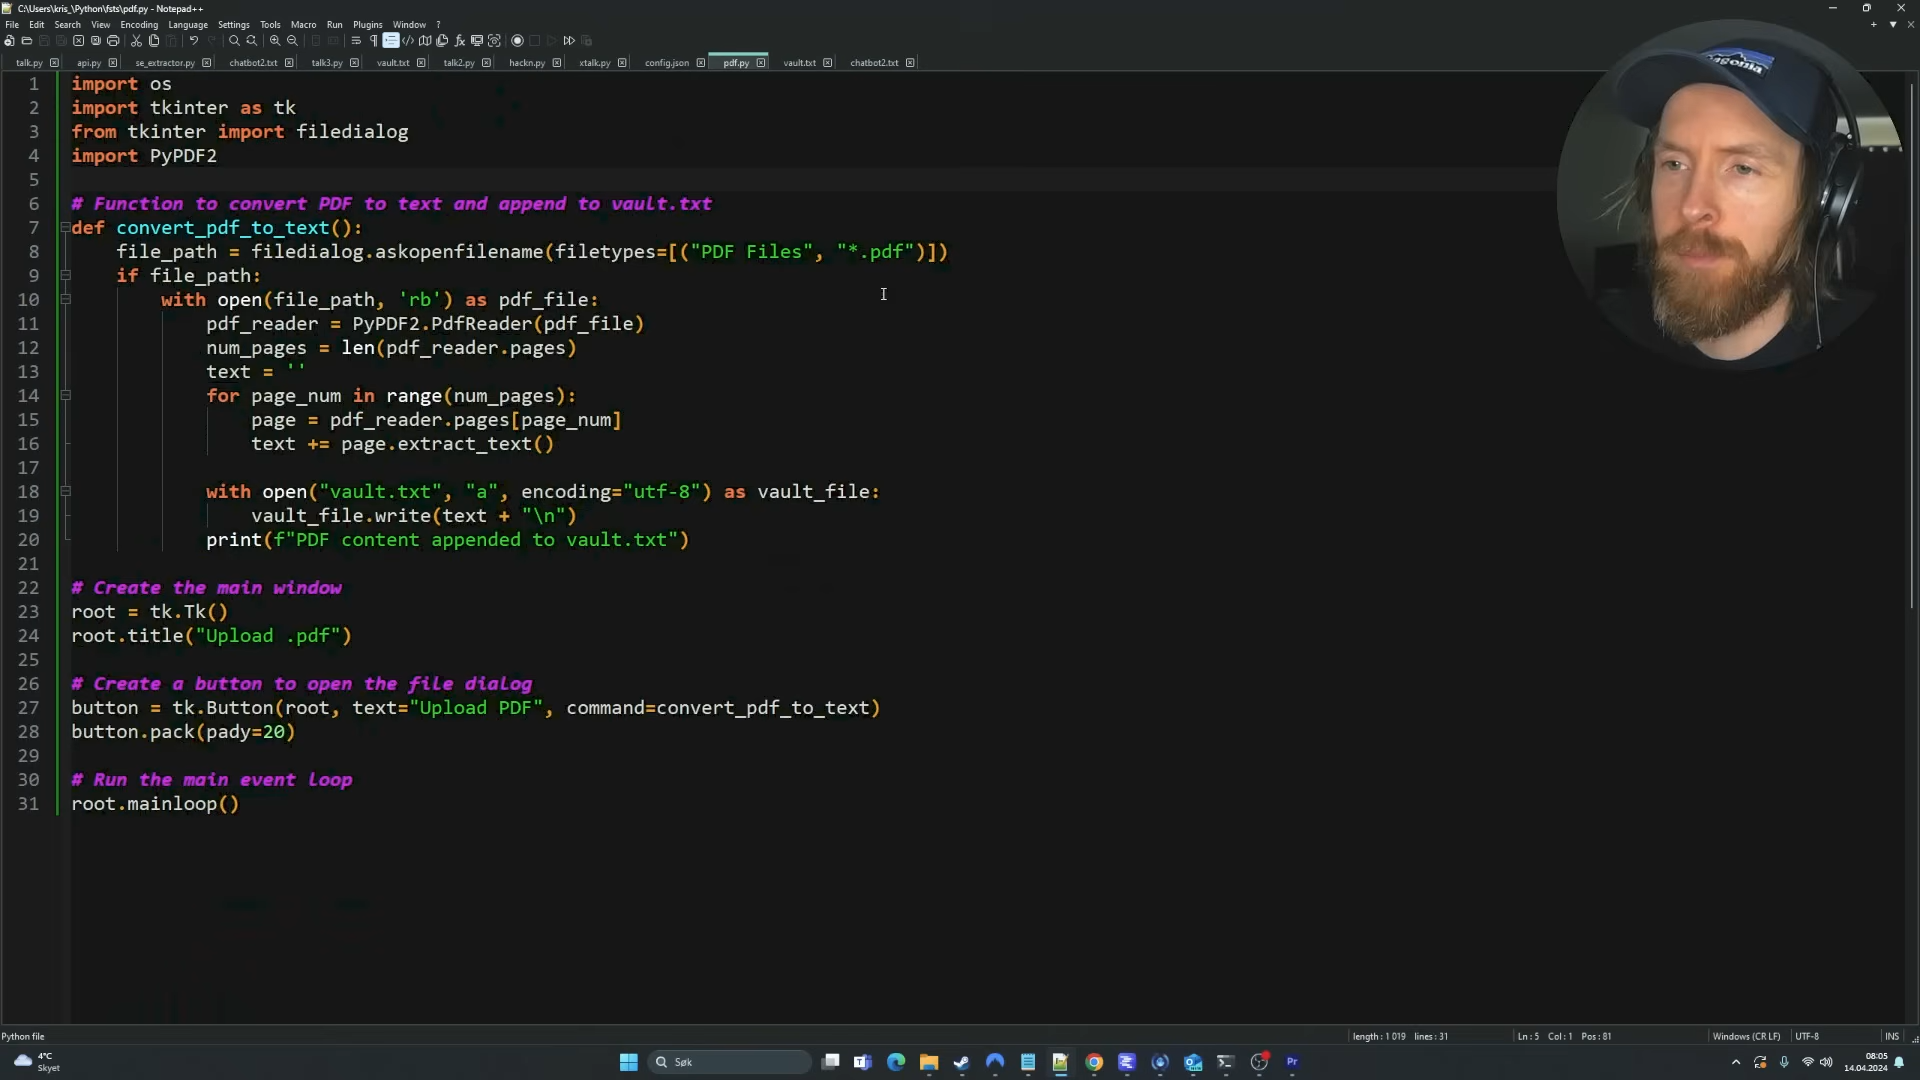 C:\Users\kris_\Python\fsts\pdf.py - Notepad++
File Edit Search View Encoding Language Settings Tools Macro Run Plugins Window ?
talk.py api.py se_extractor.py chatbot2.txt talk3.py vault.txt talk2.py hackn.py xtalk.py config.json pdf.py vault.txt chatbot2.txt
1 import os
2 import tkinter as tk
3 from tkinter import filedialog
4 import PyPDF2
5
6 # Function to convert PDF to text and append to vault.txt
7 def convert_pdf_to_text():
8 file_path = filedialog.askopenfilename(filetypes=[("PDF Files", "*.pdf")])
9 if file_path:
10 with open(file_path, 'rb') as pdf_file:
11 pdf_reader = PyPDF2.PdfReader(pdf_file)
12 num_pages = len(pdf_reader.pages)
13 text = ''
14 for page_num in range(num_pages):
15 page = pdf_reader.pages[page_num]
16 text += page.extract_text()
17
18 with open("vault.txt", "a", encoding="utf-8") as vault_file:
19 vault_file.write(text + "\n")
20 print(f"PDF content appended to vault.txt")
21
22 # Create the main window
23 root = tk.Tk()
24 root.title("Upload .pdf")
25
26 # Create a button to open the file dialog
27 button = tk.Button(root, text="Upload PDF", command=convert_pdf_to_text)
28 button.pack(pady=20)
29
30 # Run the main event loop
31 root.mainloop()
Python file length : 1 019 lines : 31 Ln : 5 Col : 1 Pos : 81 Windows (CR LF) UTF-8 INS
4°C
Skyet
Søk
Pr
08:05
14.04.2024